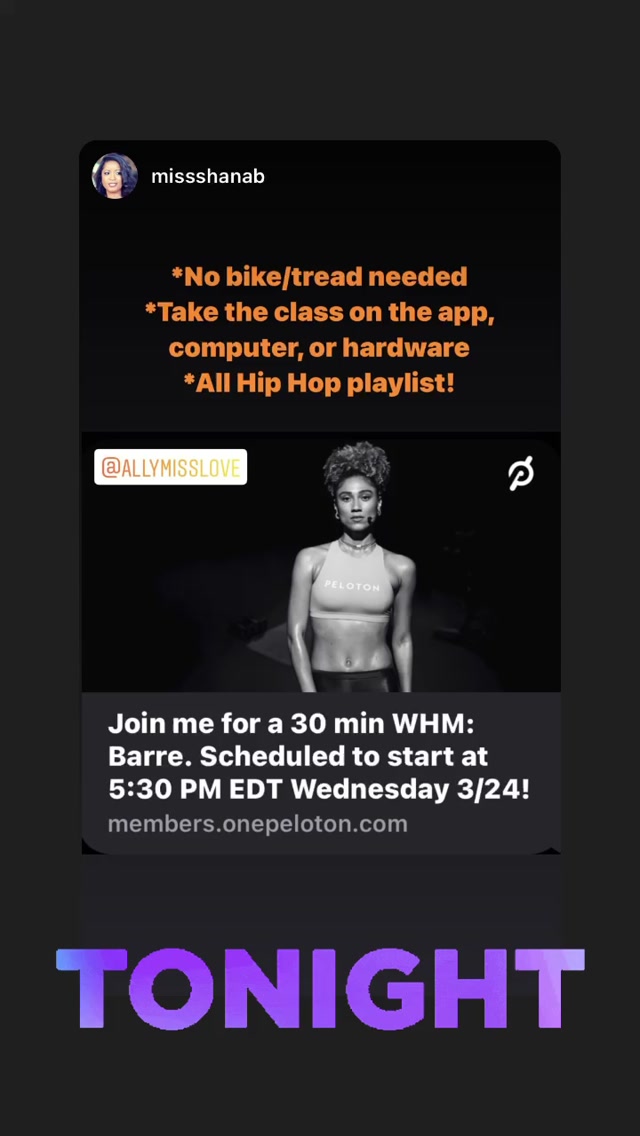 missshanab
*No bike/tread needed
*Take the class on the app,
computer, or hardware
*All Hip Hop playlist!
@ALLYMISSLOVE
PELOTON
Join me for a 30 min WHM:
Barre. Scheduled to start at
5:30 PM EDT Wednesday 3/24!
members.onepeloton.com
TONIGHT